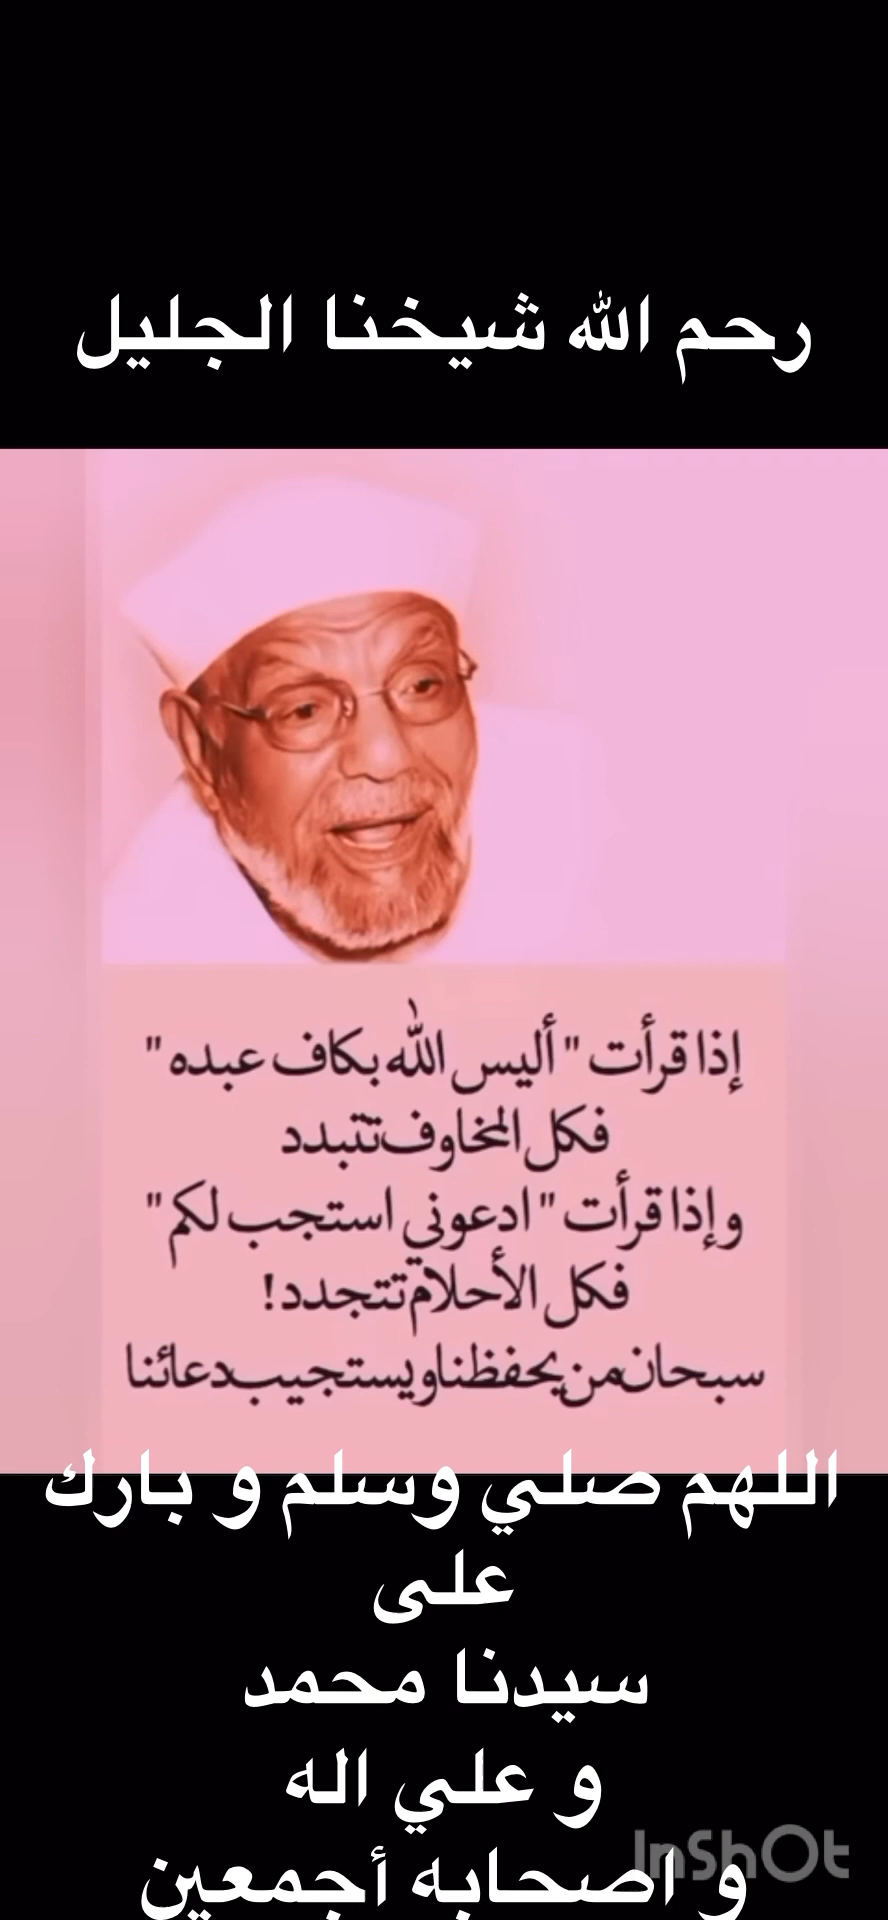 رحم الله شيخنا الجليل
إذا قرأت " أليس الله بكاف عبده "
فكل المخاوف تتبدد
وإذا قرأت " ادعوني استجب لكم "
فكل الأحلام تتجدد !
سبحان من يحفظنا ويستجيب دعائنا
اللهم صلي وسلم و بارك
على
سيدنا محمد
و علي اله
و اصحابه أجمعين
InShOt